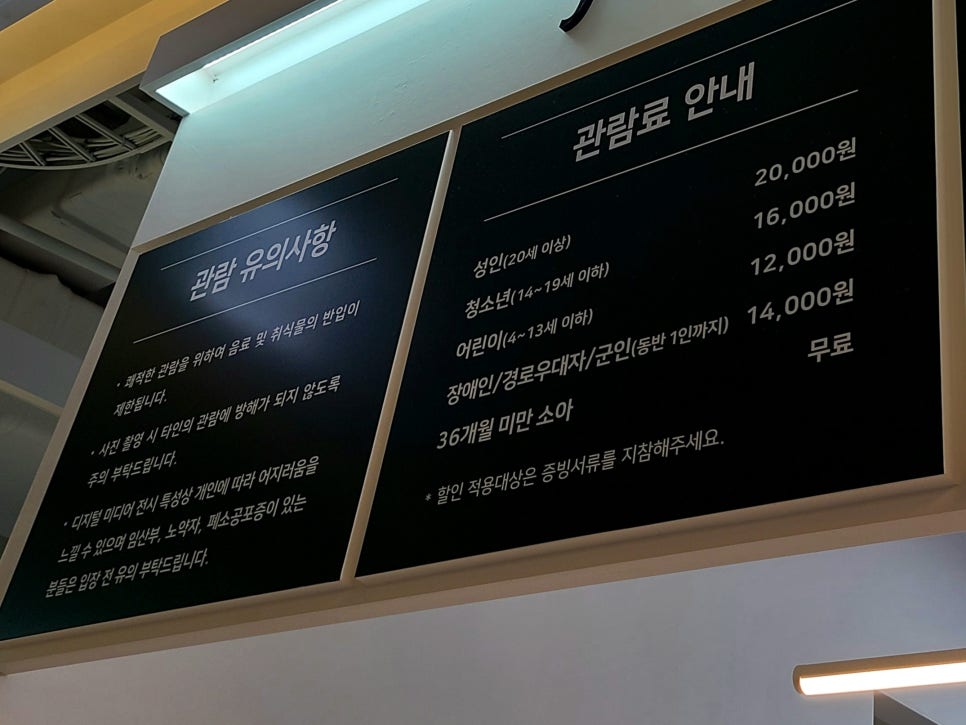 관람 유의사항
· 쾌적한 관람을 위하여 음료 및 취식물의 반입이
제한됩니다.
· 사진 촬영 시 타인의 관람에 방해가 되지 않도록
주의 부탁드립니다.
· 디지털 미디어 전시 특성상 개인에 따라 어지러움을
느낄 수 있으며 임산부, 노약자, 폐소공포증이 있는
분들은 입장 전 유의 부탁드립니다.
관람료 안내
성인(20세 이상) 20,000원
청소년(14~19세 이하) 16,000원
어린이(4~13세 이하) 12,000원
장애인/경로우대자/군인(동반 1인까지) 14,000원
36개월 미만 소아 무료
* 할인 적용대상은 증빙서류를 지참해주세요.